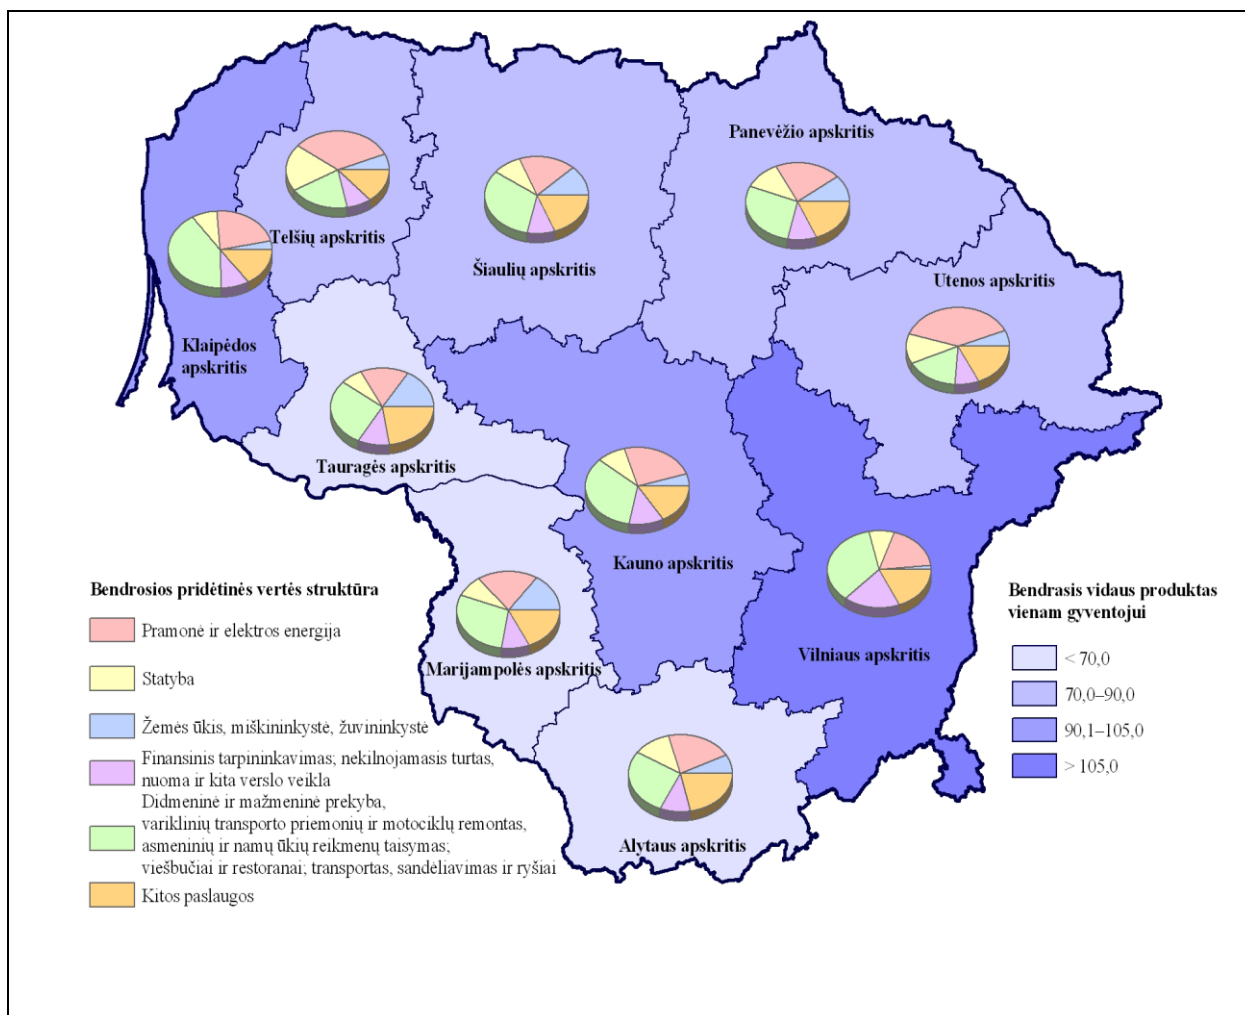 Panevėžio apskritis
Telšių apskritis
Šiaulių apskritis
Utenos apskritis
Klaipėdos
apskritis
Tauragės apskritis
Kauno apskritis
Vilniaus apskritis
Marijampolės apskritis
Alytaus apskritis
Bendrosios pridėtinės vertės struktūra
Pramonė ir elektros energija
Statyba
Žemės ūkis, miškininkystė, žuvininkystė
Finansinis tarpininkavimas; nekilnojamasis turtas,
nuoma ir kita verslo veikla
Didmeninė ir mažmeninė prekyba,
variklinių transporto priemonių ir motociklų remontas,
asmeninių ir namų ūkių reikmenų taisymas;
viešbučiai ir restoranai; transportas, sandėliavimas ir ryšiai
Kitos paslaugos
Bendrasis vidaus produktas
vienam gyventojui
< 70,0
70,0–90,0
90,1–105,0
> 105,0